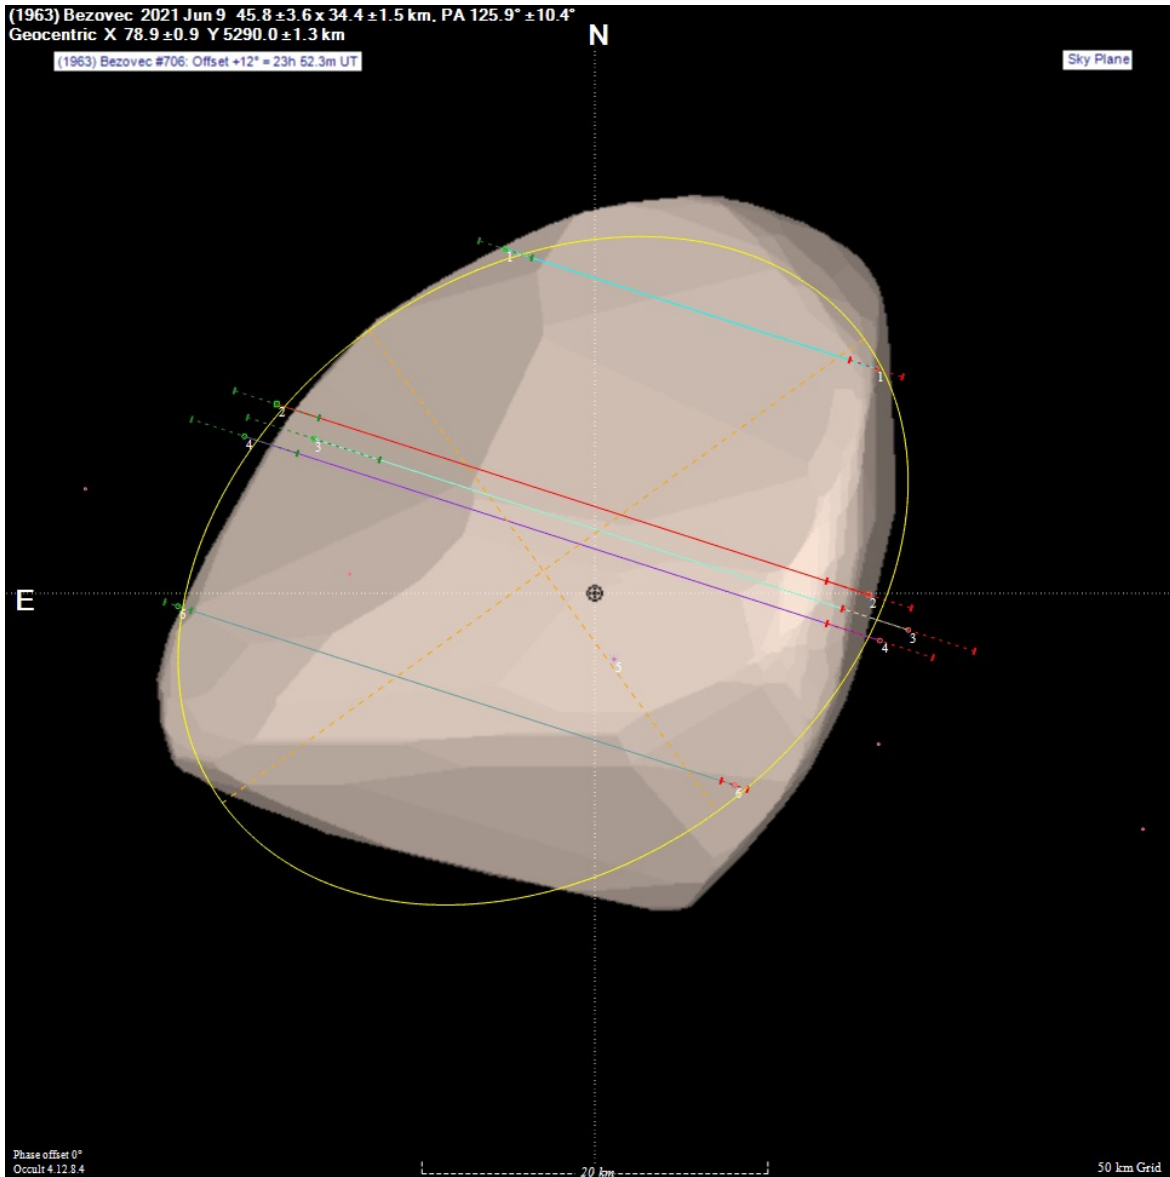 (1963) Bezovec 2021 Jun 9 45.8 ±3.6 x 34.4 ±1.5 km, PA 125.9° ±10.4°
Geocentric X 78.9 ±0.9 Y 5290.0 ±1.3 km
N
(1963) Bezovec #706: Offset +12° = 23h 52.3m UT
Sky Plane
1
1
2
3
4
E
2
6
3
4
5
6
Phase offset 0°
Occult 4.12.8.4
20 km
50 km Grid